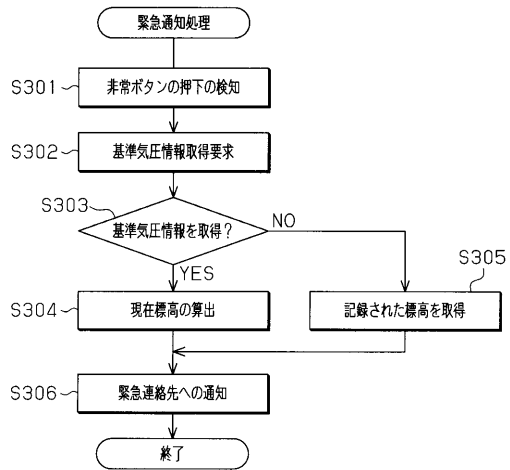 緊急通知処理
S301
非常ボタンの押下の検知
S302
基準気圧情報取得要求
S303
基準気圧情報を取得？
NO
YES
S305
S304
現在標高の算出
記録された標高を取得
S306
緊急連絡先への通知
終了